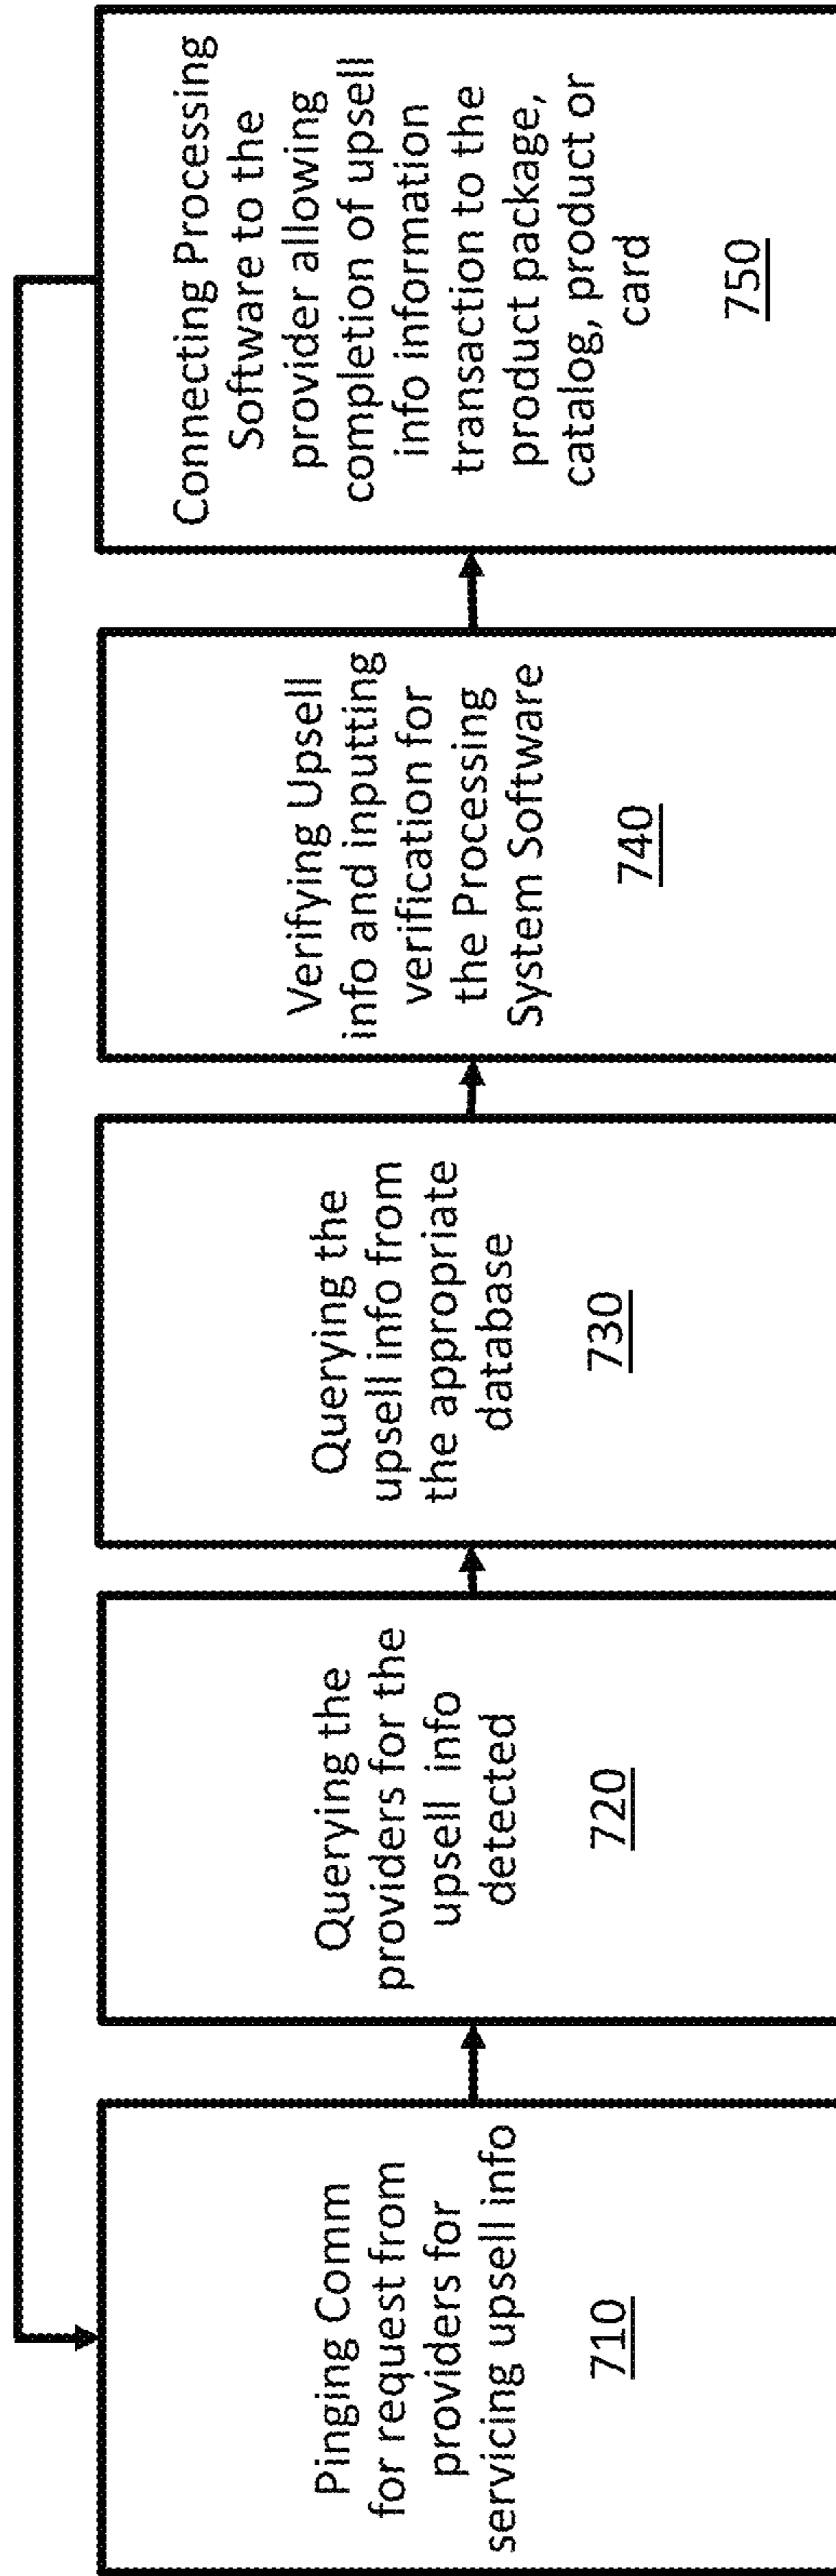 Pinging Comm
for request from
providers for
servicing upsell info
710
Querying the
providers for the
upsell info
detected
720
Querying the
upsell info from
the appropriate
database
730
Verifying Upsell
info and inputting
verification for
the Processing
System Software
740
Connecting Processing
Software to the
provider allowing
completion of upsell
info information
transaction to the
product package,
catalog, product or
card
750